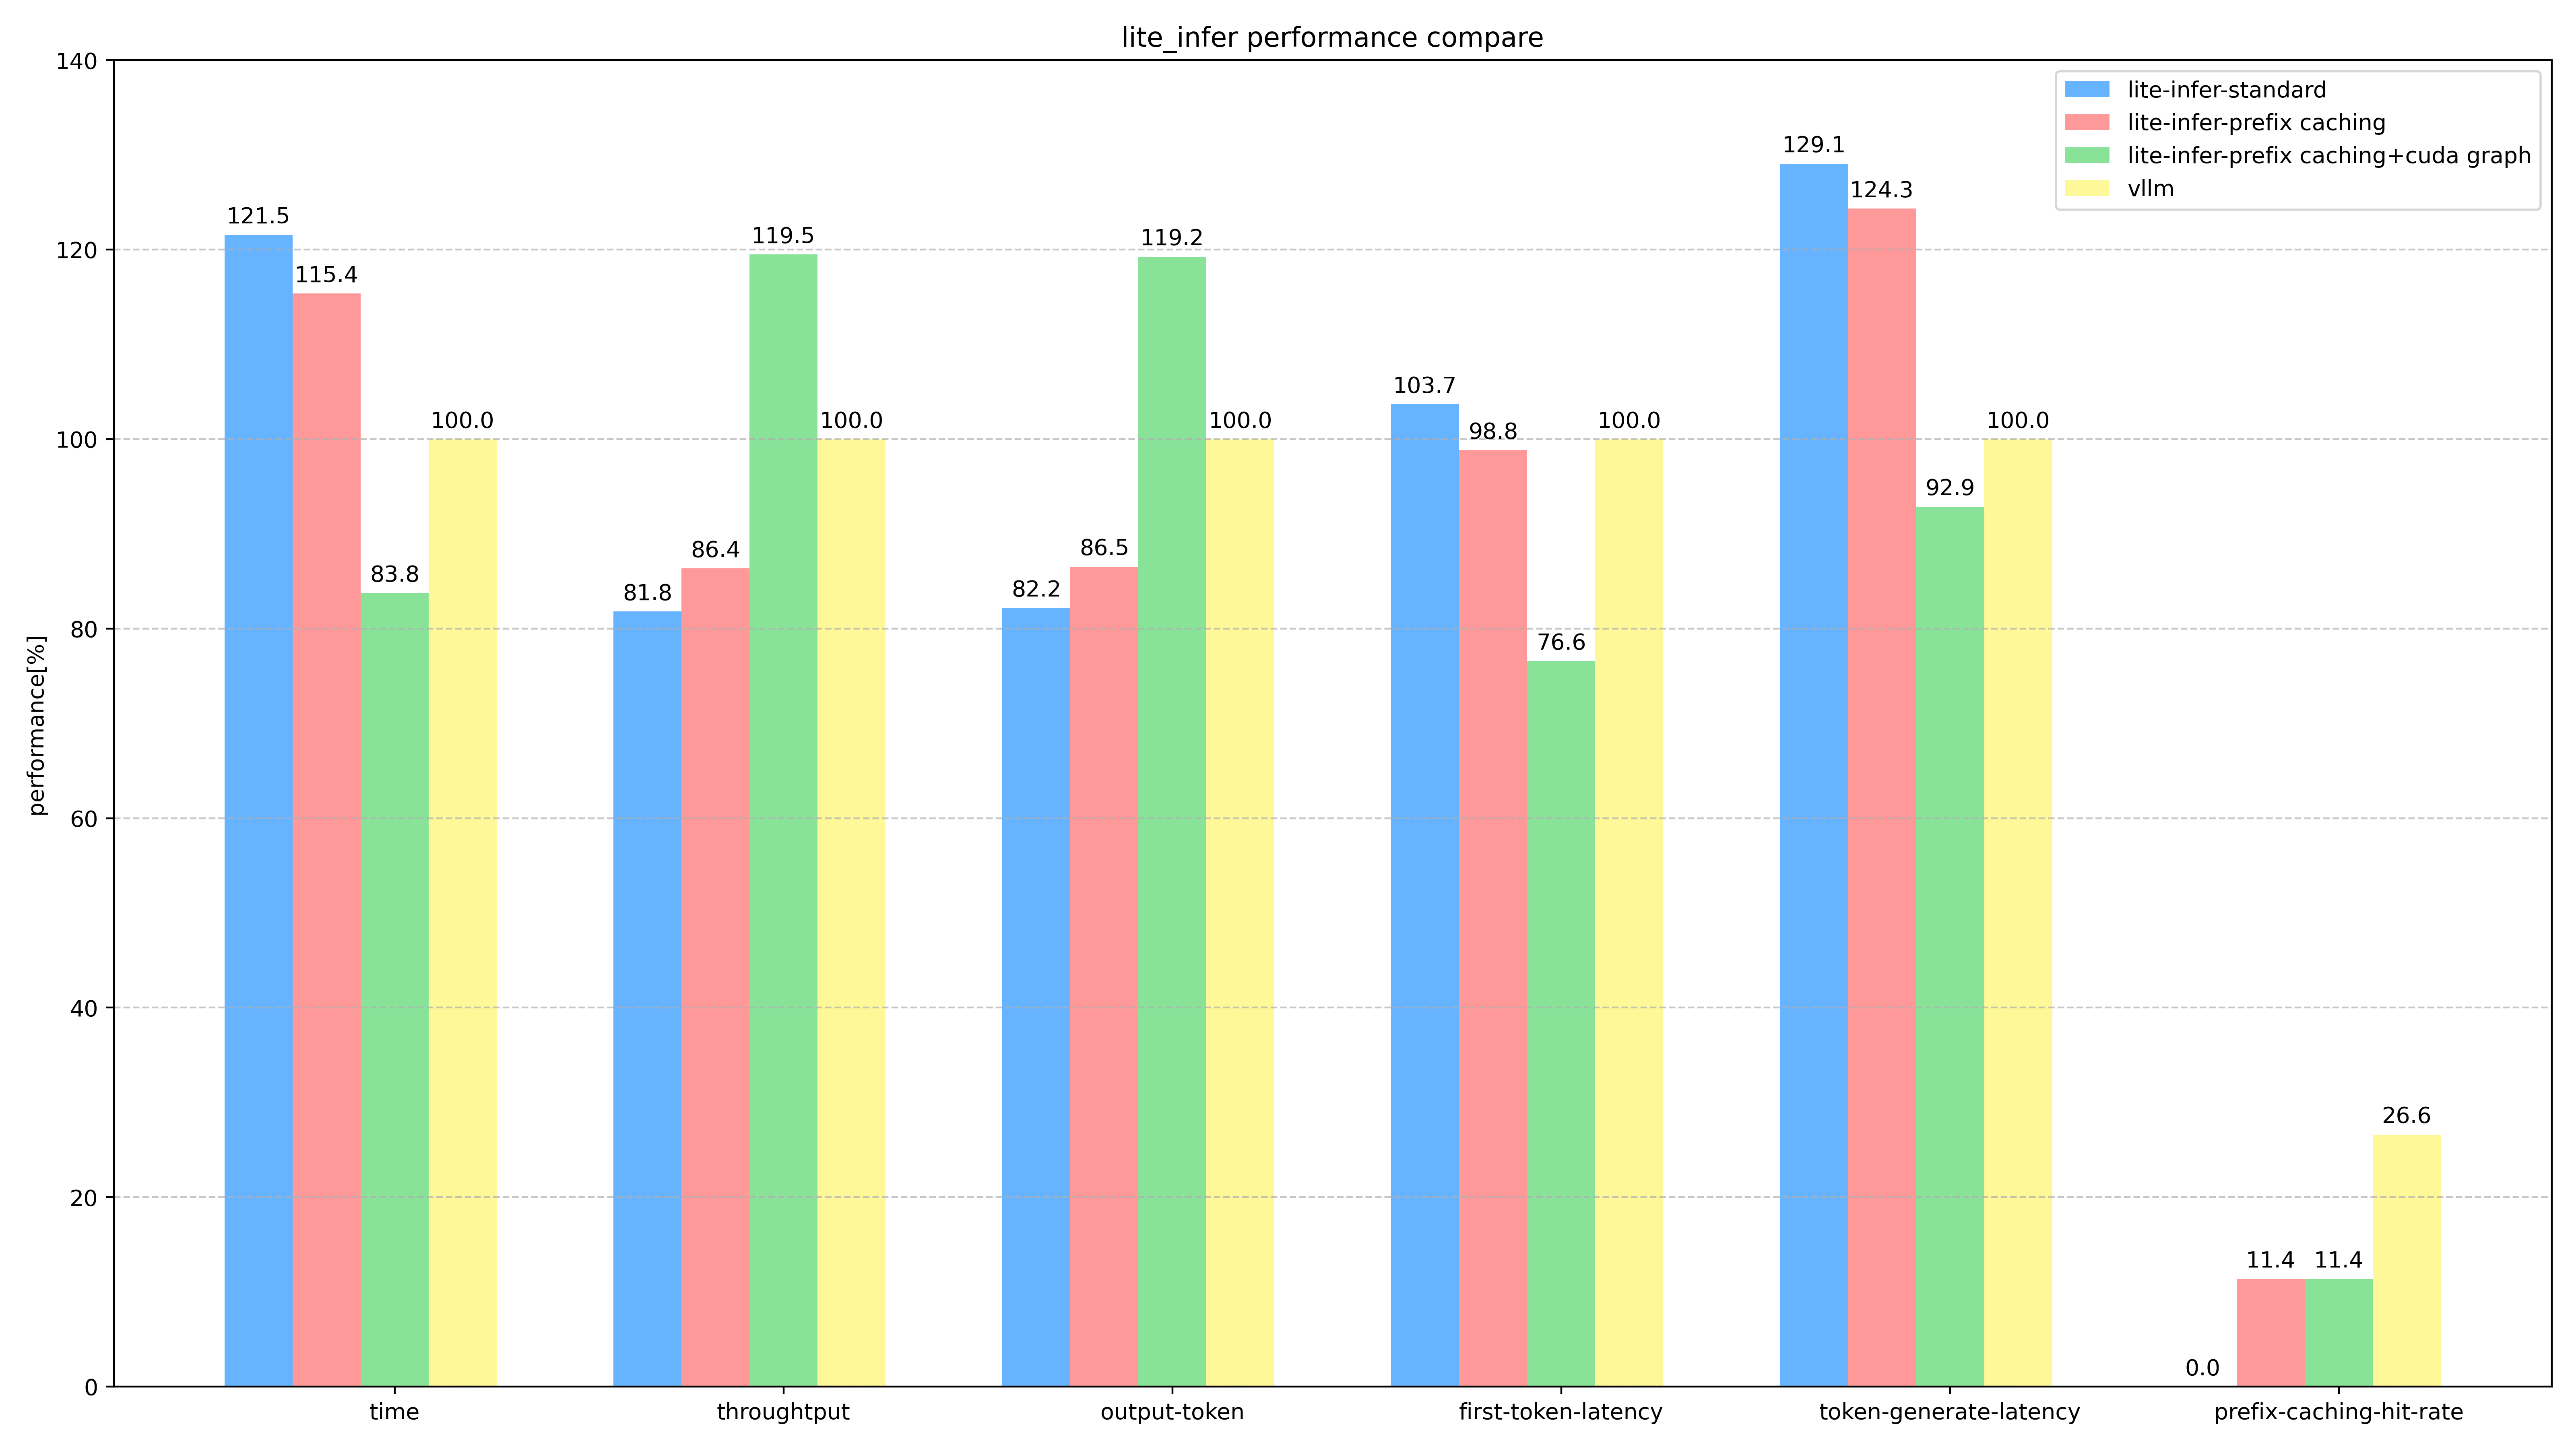 lite_infer performance compare
lite-infer-standard
lite-infer-prefix caching
lite-infer-prefix caching+cuda graph
vllm
performance[%]
140
120
100
80
60
40
20
0
121.5
115.4
83.8
100.0
81.8
86.4
119.5
100.0
82.2
86.5
119.2
100.0
103.7
98.8
76.6
100.0
129.1
124.3
92.9
100.0
0.0
11.4
11.4
26.6
time
throughtput
output-token
first-token-latency
token-generate-latency
prefix-caching-hit-rate